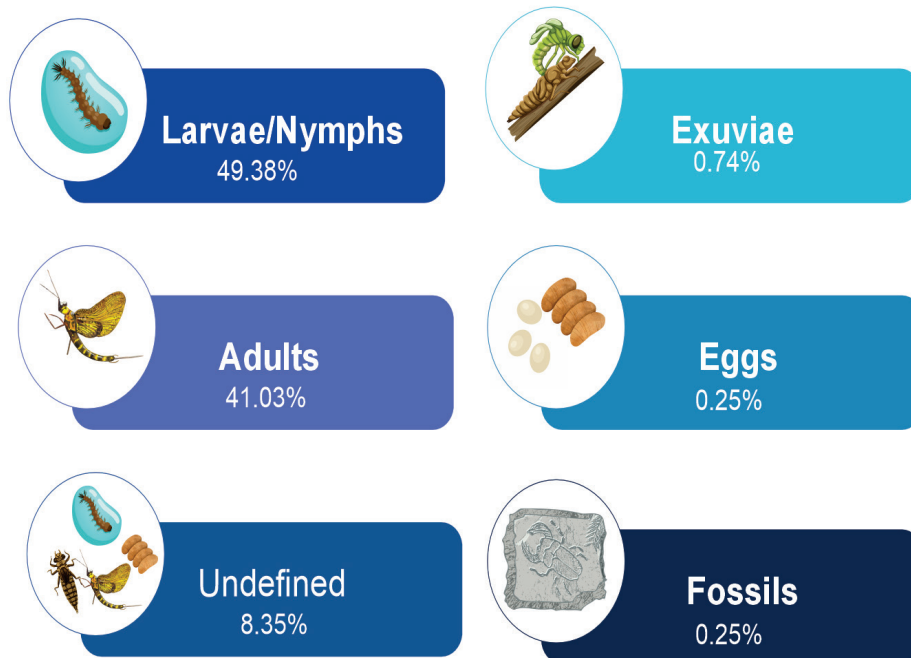 Larvae/Nymphs
49.38%
Exuviae
0.74%
Adults
41.03%
Eggs
0.25%
Undefined
8.35%
Fossils
0.25%